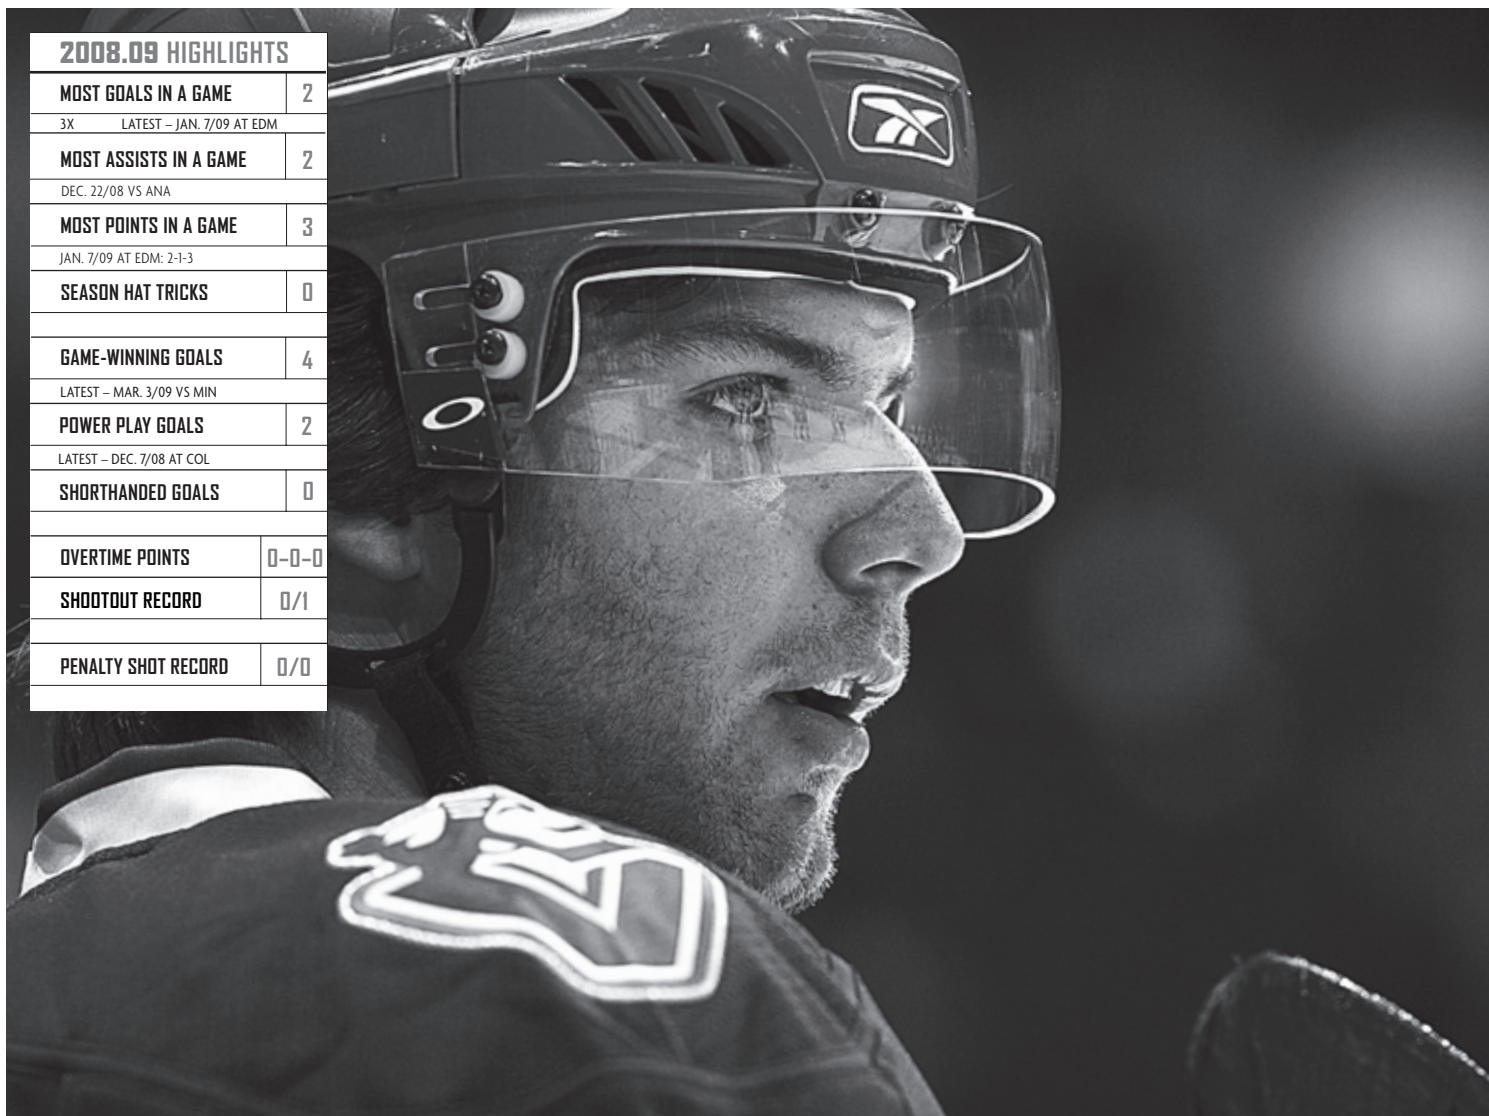 2008.09 HIGHLIGHTS
MOST GOALS IN A GAME 2
3X LATEST – JAN. 7/09 AT EDM
MOST ASSISTS IN A GAME 2
DEC. 22/08 VS ANA
MOST POINTS IN A GAME 3
JAN. 7/09 AT EDM: 2-1-3
SEASON HAT TRICKS 0
GAME-WINNING GOALS 4
LATEST – MAR. 3/09 VS MIN
POWER PLAY GOALS 2
LATEST – DEC. 7/08 AT COL
SHORTHANDED GOALS 0
OVERTIME POINTS 0-0-0
SHOOTOUT RECORD 0/1
PENALTY SHOT RECORD 0/0